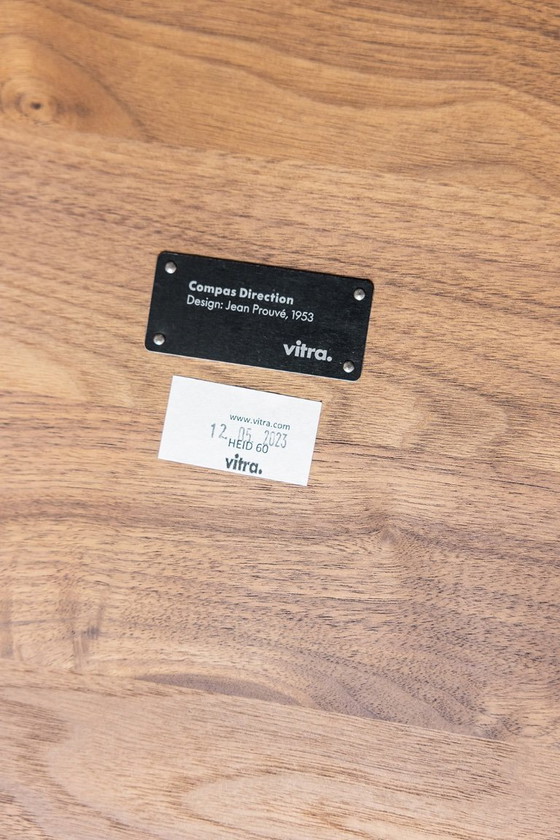 Compas Direction
Design: Jean Prouvé, 1953
vitra.
www.vitra.com
12. 05. 2023
HEID 60
vitra.